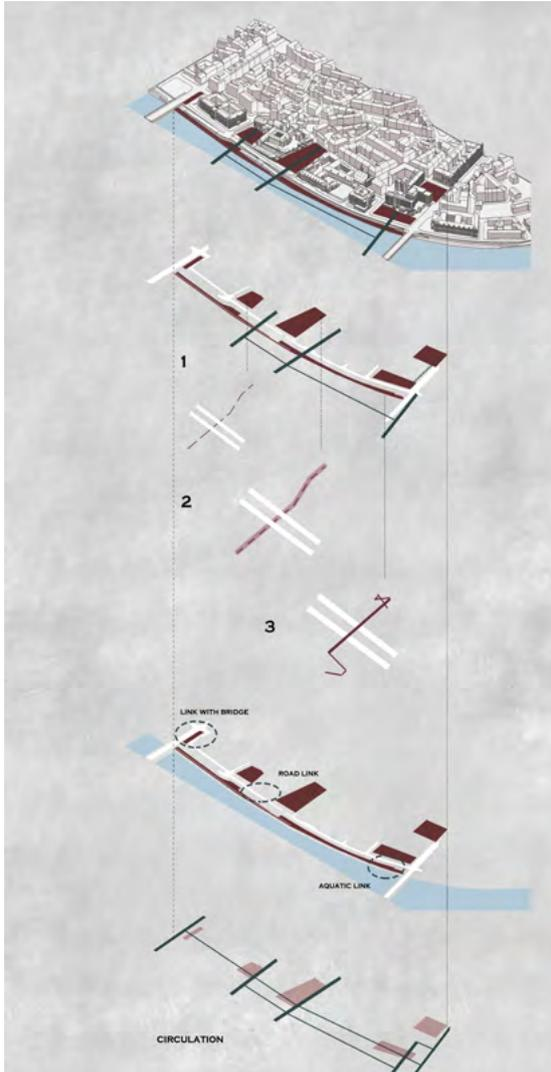 1
2
3
LINK WITH BRIDGE
ROAD LINK
AQUATIC LINK
CIRCULATION